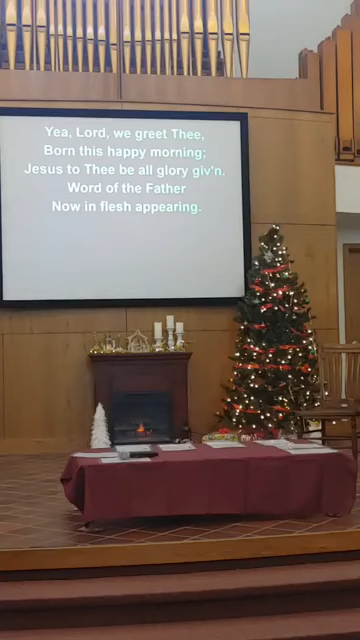 Yea, Lord, we greet Thee,
Born this happy morning;
Jesus to Thee be all glory giv'n.
Word of the Father
Now in flesh appearing.